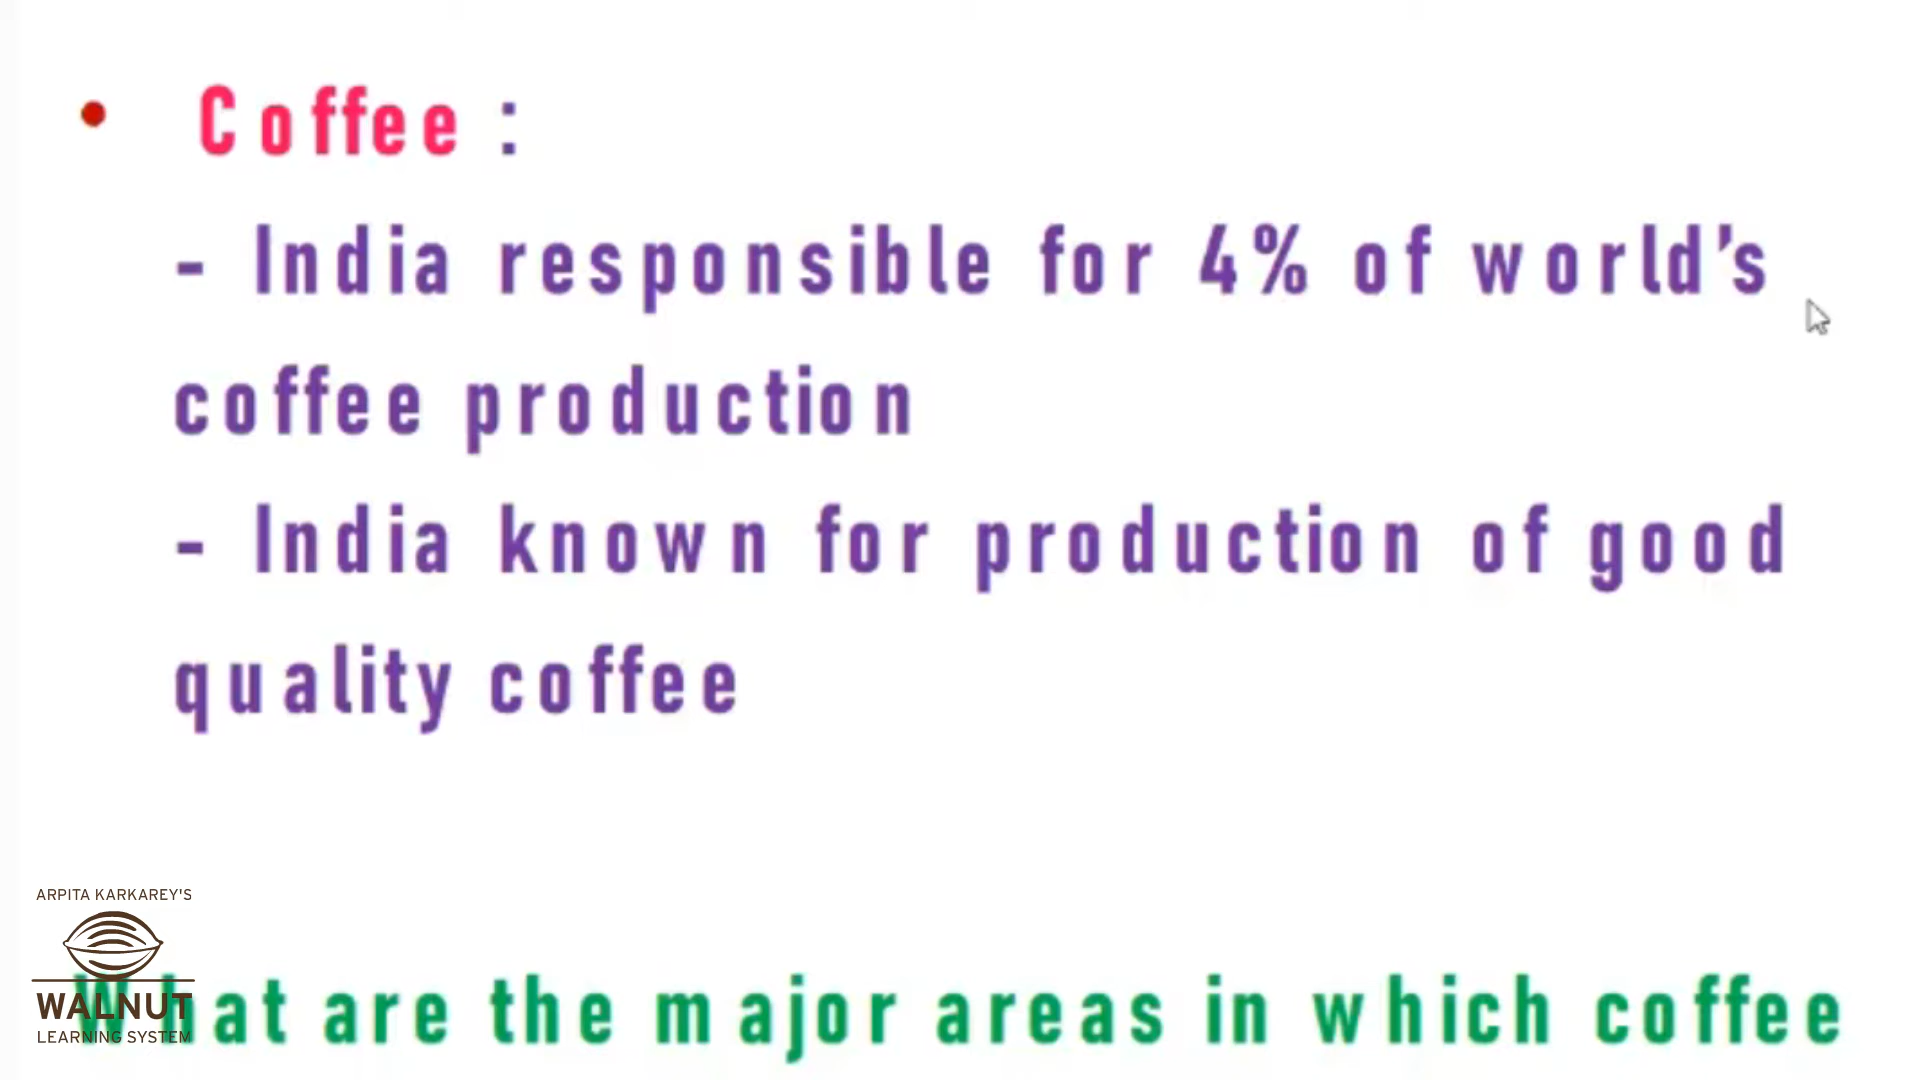 • Coffee :
- India responsible for 4% of world’s
coffee production
- India known for production of good
quality coffee
ARPITA KARKAREY'S
WALNUT
LEARNING SYSTEM
What are the major areas in which coffee